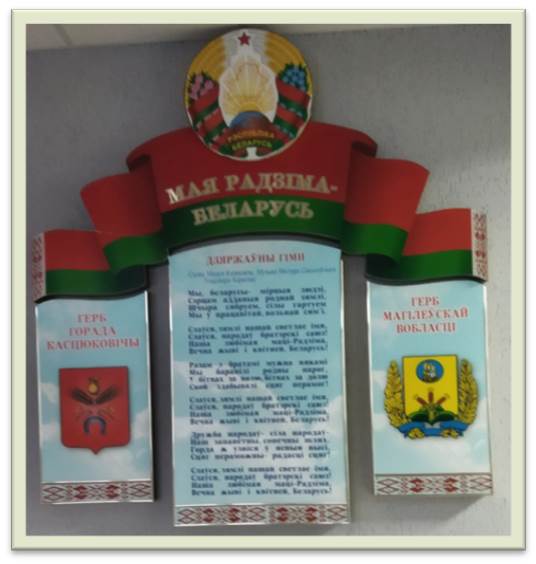 РЭСПУБЛІКА
БЕЛАРУСЬ
МАЯ РАДЗІМА-
БЕЛАРУСЬ
ДЗЯРЖАЎНЫ ГІМН
Мы, беларусы- мірныя людзі,
Сэрцам адданыя роднай зямлі,
Шчыра сябруем, сілы гартуем
Мы ў працавітай, вольнай сям'і.
Слаўся, зямлі нашай светлае імя,
Слаўся, народаў братэрскі саюз!
Наша любімая маці-Радзіма,
Вечна жыві і квітней, Беларусь!
Разам з братамі мужна вякамі
Мы баранілі родны парог,
У бітвах за волю, бітвах за долю
Свой здабывалі сцяг перамог!
Слаўся, зямлі нашай светлае імя,
Слаўся, народаў братэрскі саюз!
Наша любімая маці-Радзіма,
Вечна жыві і квітней, Беларусь!
Дружба народаў- сіла народаў-
Наш запаветны, сонечны шлях.
Горда ж узвіся ў ясныя высі,
Сцяг пераможны- радасці сцяг!
Слаўся, зямлі нашай светлае імя,
Слаўся, народаў братэрскі саюз!
Наша любімая маці-Радзіма,
Вечна жыві і квітней, Беларусь!
ГЕРБ
ГОРАДА
КАСЦЮКОВІЧЫ
ГЕРБ
МАГІЛЕЎСКАЙ
ВОБЛАСЦІ